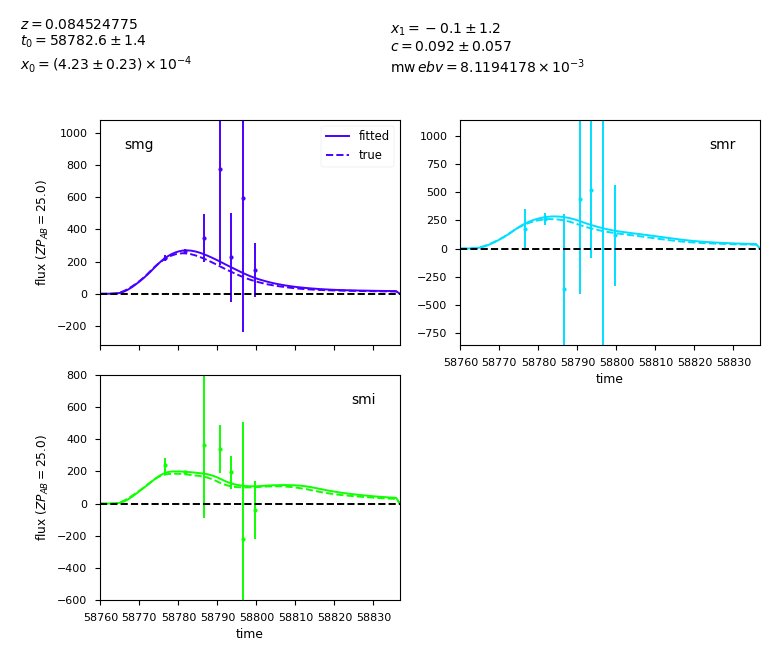 z = 0.084524775
t₀ = 58782.6 ± 1.4
x₀ = (4.23 ± 0.23) × 10⁻⁴
x₁ = −0.1 ± 1.2
c = 0.092 ± 0.057
mw ebv = 8.1194178 × 10⁻³
smg
fitted
true
1000
800
600
400
200
0
−200
flux (ZP_AB = 25.0)
smr
1000
750
500
250
0
−250
−500
−750
58760 58770 58780 58790 58800 58810 58820 58830
time
smi
800
600
400
200
0
−200
−400
−600
flux (ZP_AB = 25.0)
58760 58770 58780 58790 58800 58810 58820 58830
time